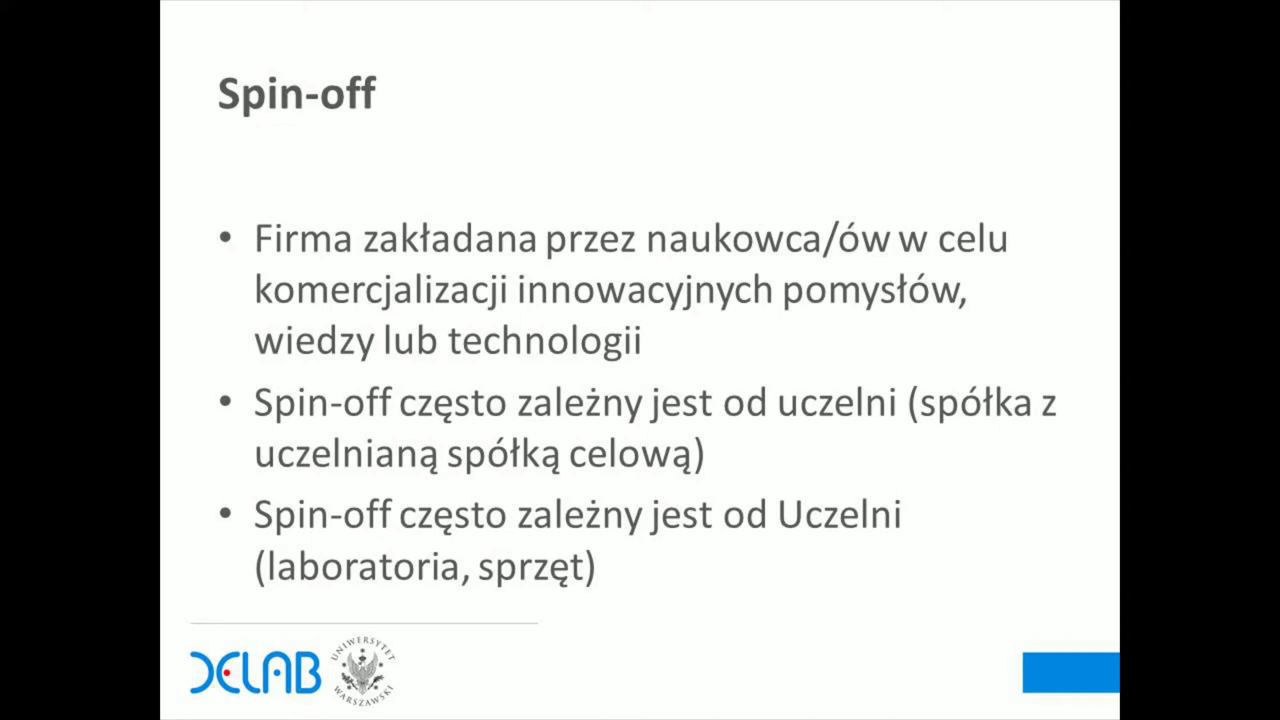 Spin-off
• Firma zakładana przez naukowca/ów w celu
komercjalizacji innowacyjnych pomysłów,
wiedzy lub technologii
• Spin-off często zależny jest od uczelni (spółka z
uczelnianą spółką celową)
• Spin-off często zależny jest od Uczelni
(laboratoria, sprzęt)
DELAB
UNIWERSYTET
WARSZAWSKI